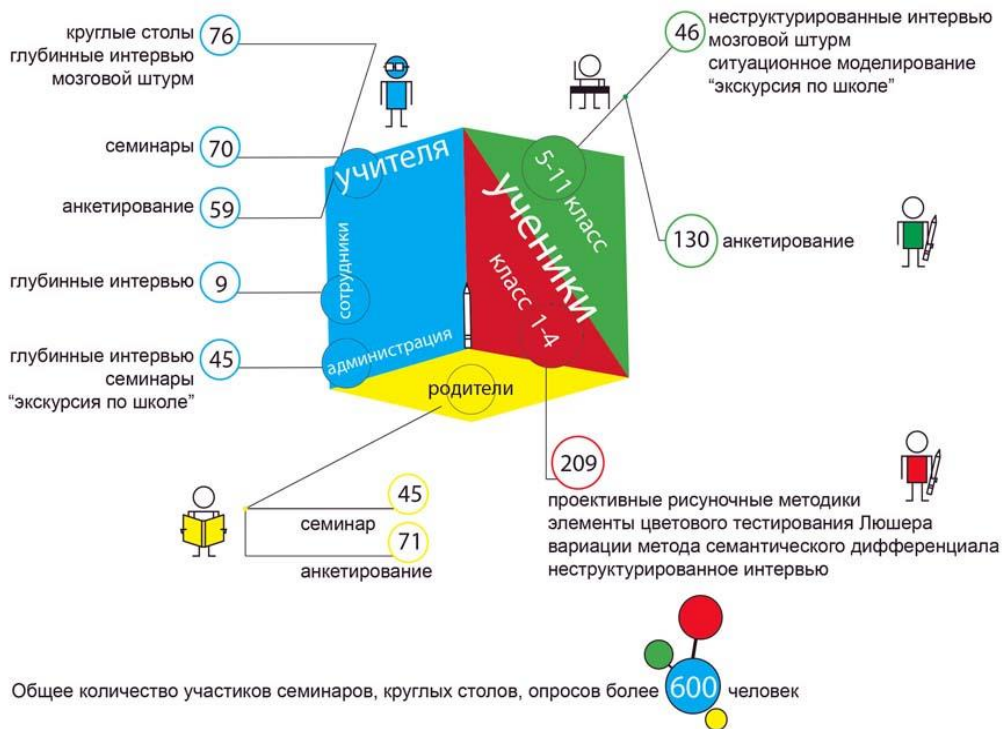 76
круглые столы
глубинные интервью
мозговой штурм
семинары
70
анкетирование
59
глубинные интервью
9
глубинные интервью
семинары
“экскурсия по школе”
45
46
неструктурированные интервью
мозговой штурм
ситуационное моделирование
“экскурсия по школе”
130
анкетирование
учителя
сотрудники
администрация
ученики
5-11 класс
класс 1-4
родители
45
семинар
71
анкетирование
209
проективные рисуночные методики
элементы цветового тестирования Люшера
вариации метода семантического дифференциала
неструктурированное интервью
Общее количество участиков семинаров, круглых столов, опросов более 600 человек